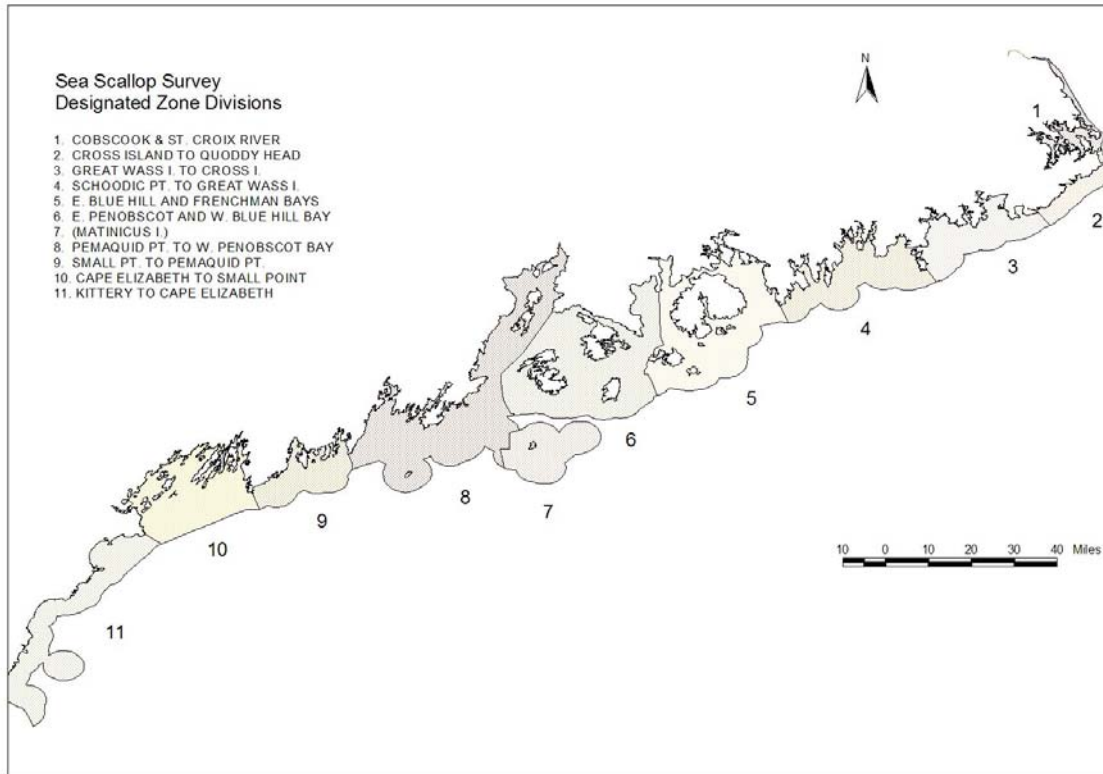 Sea Scallop Survey
Designated Zone Divisions
1. COBSCOOK & ST. CROIX RIVER
2. CROSS ISLAND TO QUODDY HEAD
3. GREAT WASS I. TO CROSS I.
4. SCHOODIC PT. TO GREAT WASS I.
5. E. BLUE HILL AND FRENCHMAN BAYS
6. E. PENOBSCOT AND W. BLUE HILL BAY
7. (MATINICUS I.)
8. PEMAQUID PT. TO W. PENOBSCOT BAY
9. SMALL PT. TO PEMAQUID PT.
10. CAPE ELIZABETH TO SMALL POINT
11. KITTERY TO CAPE ELIZABETH
N
1
2
3
4
5
6
7
8
9
10
11
10 0 10 20 30 40 Miles